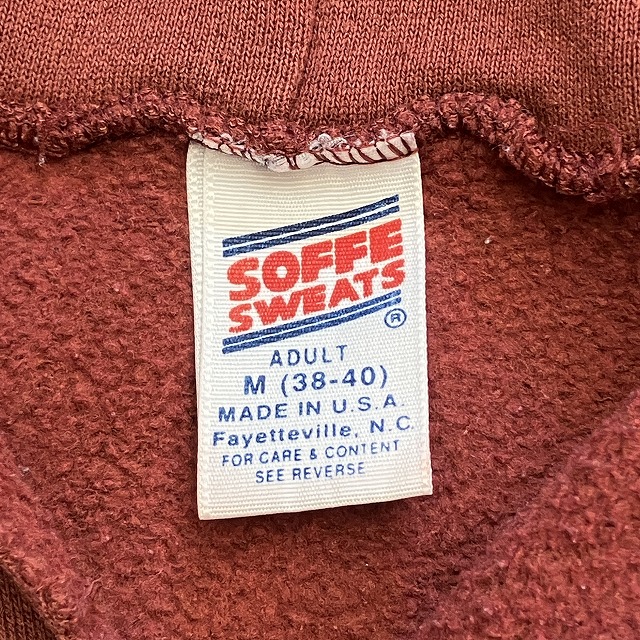 SOFFE
SWEATS
®
ADULT
M (38-40)
MADE IN U.S.A.
Fayetteville, N.C.
FOR CARE & CONTENT
SEE REVERSE